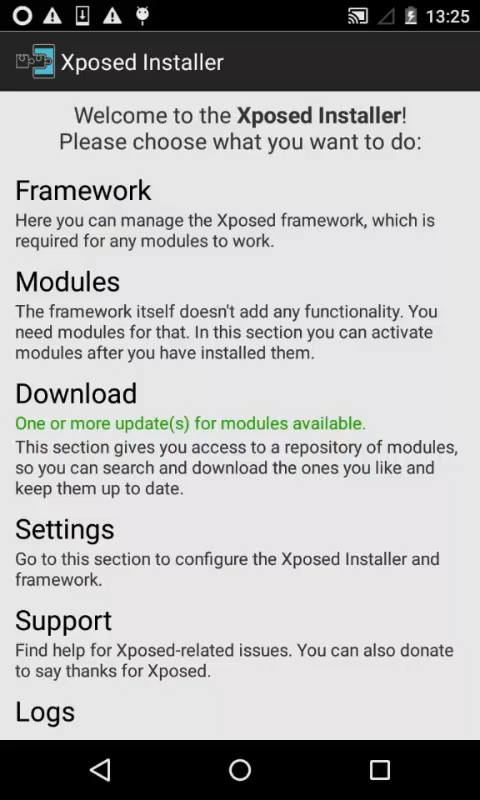 13:25
Xposed Installer
Welcome to the Xposed Installer!
Please choose what you want to do:
Framework
Here you can manage the Xposed framework, which is
required for any modules to work.
Modules
The framework itself doesn't add any functionality. You
need modules for that. In this section you can activate
modules after you have installed them.
Download
One or more update(s) for modules available.
This section gives you access to a repository of modules,
so you can search and download the ones you like and
keep them up to date.
Settings
Go to this section to configure the Xposed Installer and
framework.
Support
Find help for Xposed-related issues. You can also donate
to say thanks for Xposed.
Logs